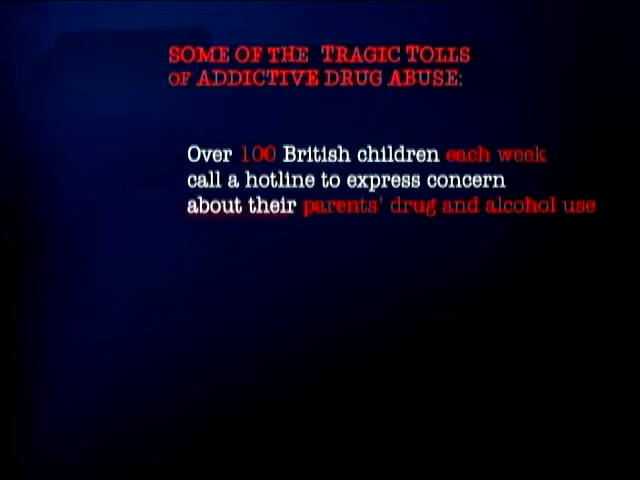 SOME OF THE TRAGIC TOLLS
OF ADDICTIVE DRUG ABUSE:
Over 100 British children each week
call a hotline to express concern
about their parents' drug and alcohol use